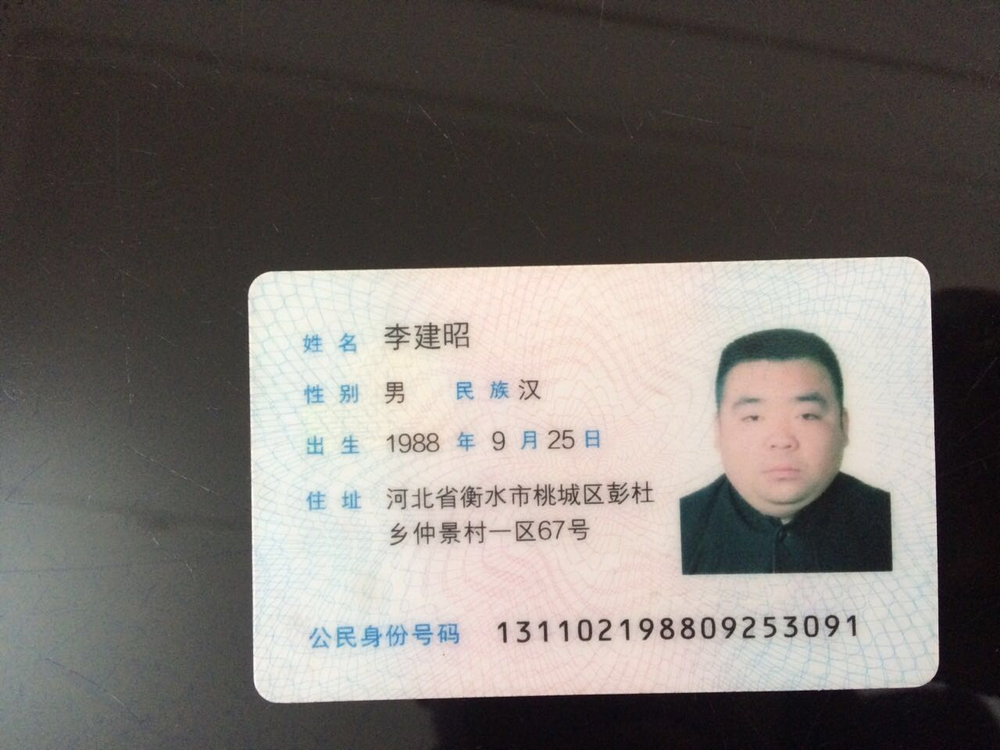 姓名 李建昭
性别 男 民族 汉
出生 1988 年 9 月 25 日
住址 河北省衡水市桃城区彭杜
乡仲景村一区67号
公民身份号码 131102198809253091